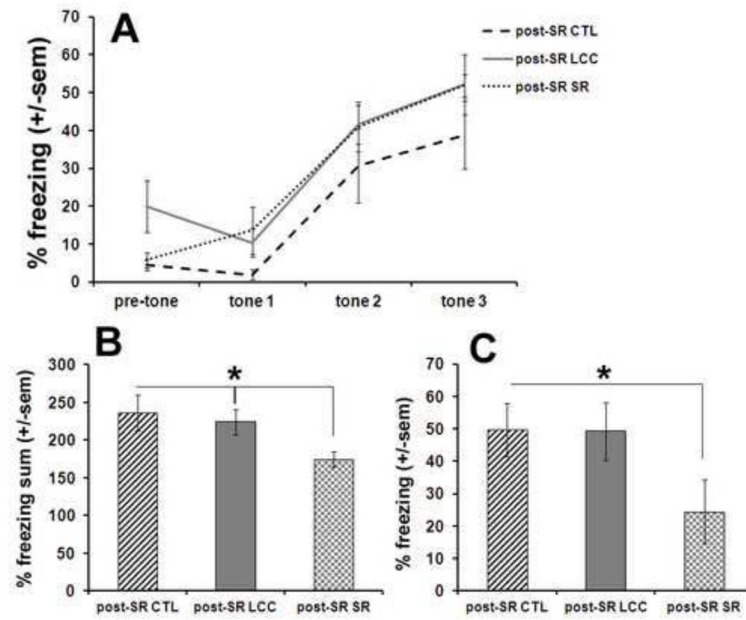 A
% freezing (+/-sem)
70
60
50
40
30
20
10
0
pre-tone tone 1 tone 2 tone 3
post-SR CTL
post-SR LCC
post-SR SR
B
% freezing sum (+/-sem)
300
250
200
150
100
50
0
*
post-SR CTL post-SR LCC post-SR SR
C
% freezing (+/-sem)
70
60
50
40
30
20
10
0
*
post-SR CTL post-SR LCC post-SR SR